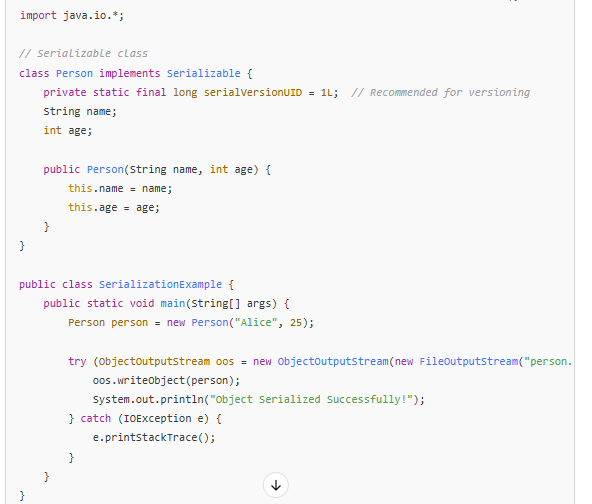 import java.io.*;

// Serializable class
class Person implements Serializable {
    private static final long serialVersionUID = 1L;  // Recommended for versioning
    String name;
    int age;

    public Person(String name, int age) {
        this.name = name;
        this.age = age;
    }
}

public class SerializationExample {
    public static void main(String[] args) {
        Person person = new Person("Alice", 25);

        try (ObjectOutputStream oos = new ObjectOutputStream(new FileOutputStream("person.
            oos.writeObject(person);
            System.out.println("Object Serialized Successfully!");
        } catch (IOException e) {
            e.printStackTrace();
        }
    }
}